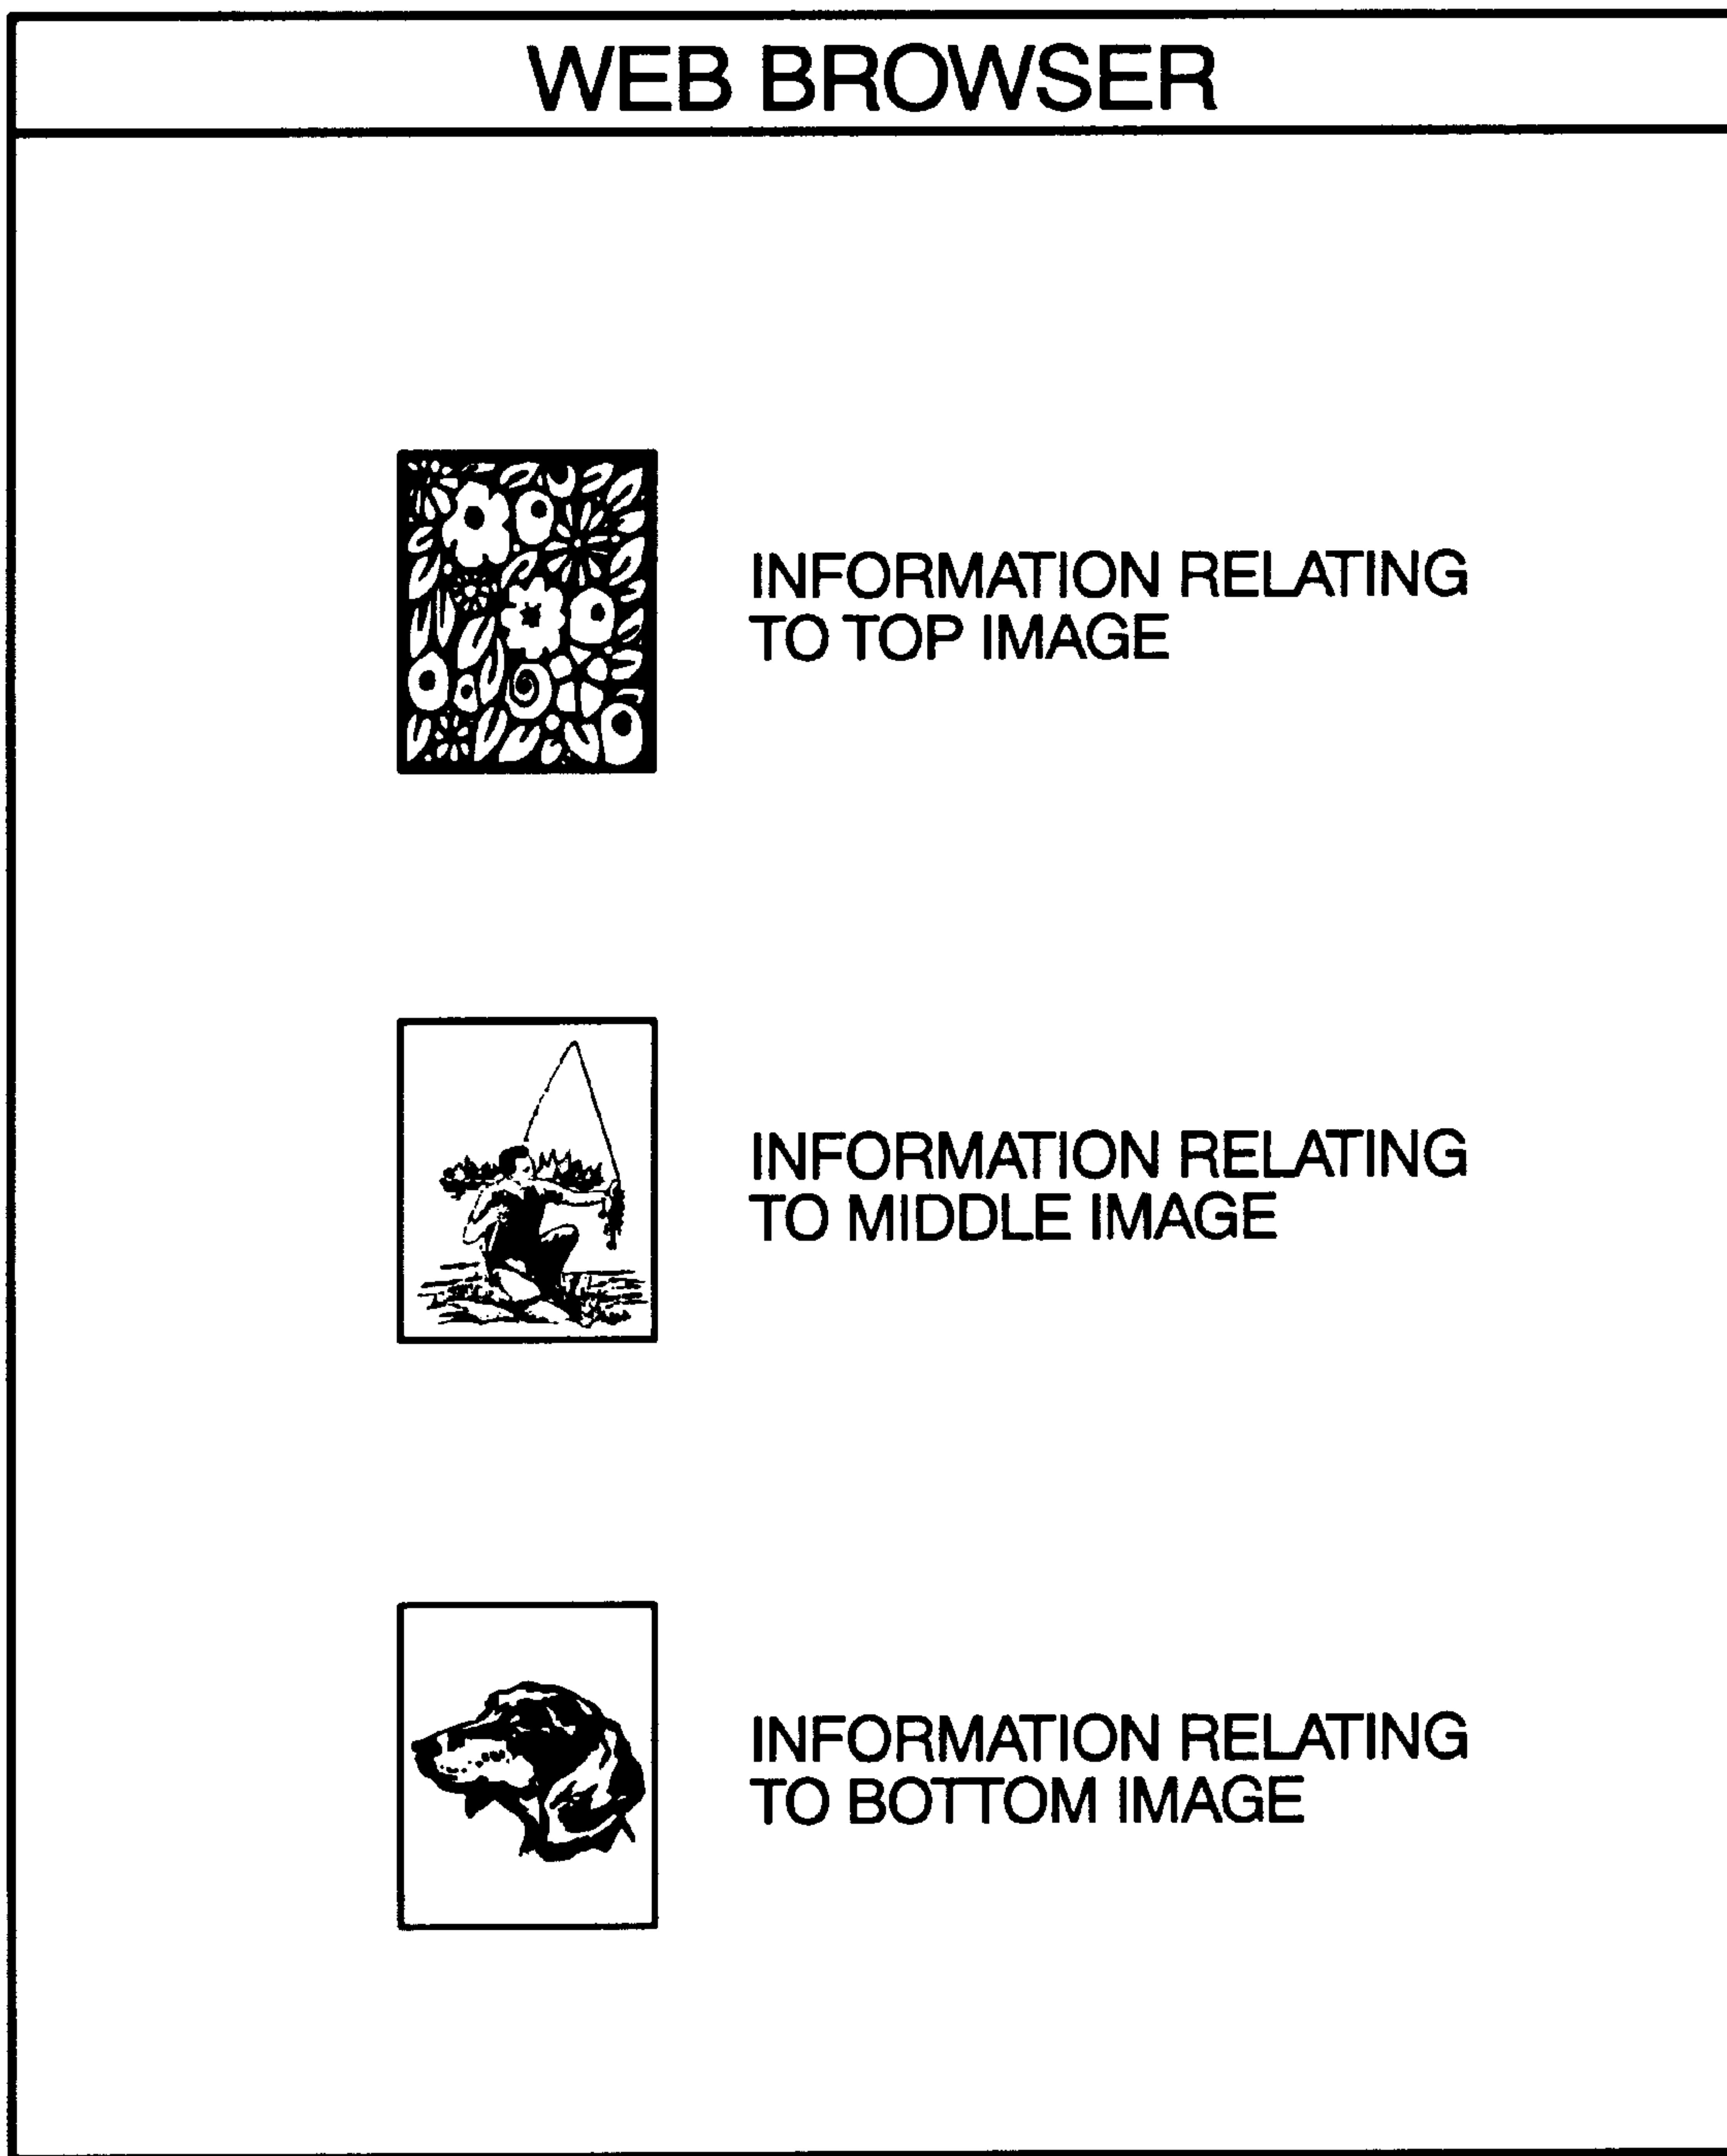 WEB BROWSER
INFORMATION RELATING
TO TOP IMAGE
INFORMATION RELATING
TO MIDDLE IMAGE
INFORMATION RELATING
TO BOTTOM IMAGE